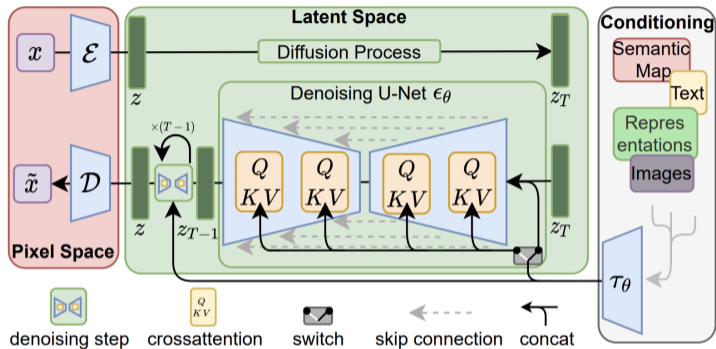 Latent Space
Conditioning
x
ℰ
Diffusion Process
Semantic
Map
Text
z
z_T
Denoising U-Net ϵ_θ
Repres
entations
Images
×(T−1)
x̃
𝒟
Q
KV
Q
KV
Q
KV
Q
KV
z
z_{T−1}
z_T
Pixel Space
τ_θ
Q
KV
denoising step
crossattention
switch
skip connection
concat